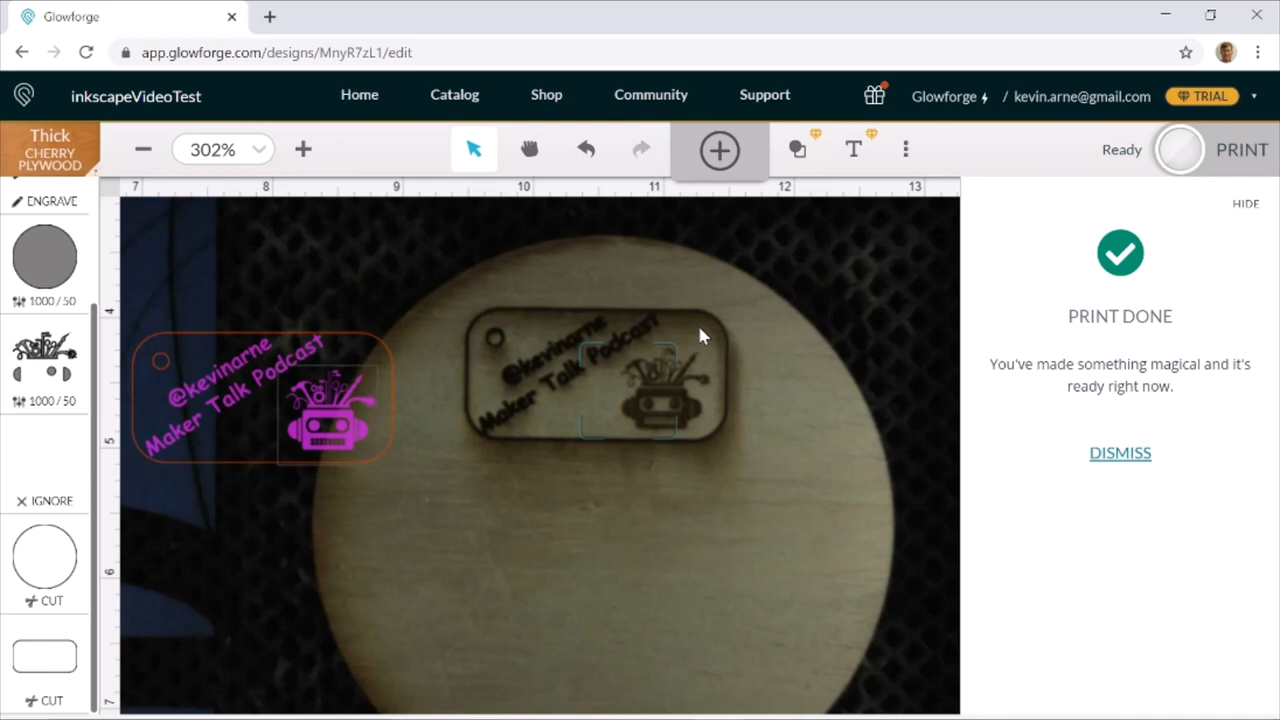 Glowforge
app.glowforge.com/designs/MnyR7zL1/edit
inkscapeVideoTest
Home
Catalog
Shop
Community
Support
Glowforge
/ kevin.arne@gmail.com
TRIAL
Thick
CHERRY
PLYWOOD
302%
T
Ready
PRINT
7 8 9 10 11 12 13
HIDE
ENGRAVE
1000 / 50
1000 / 50
IGNORE
CUT
CUT
4
5
6
7
@kevinarne
Maker Talk Podcast
@kevinarne
Maker Talk Podcast
PRINT DONE
You've made something magical and it's
ready right now.
DISMISS